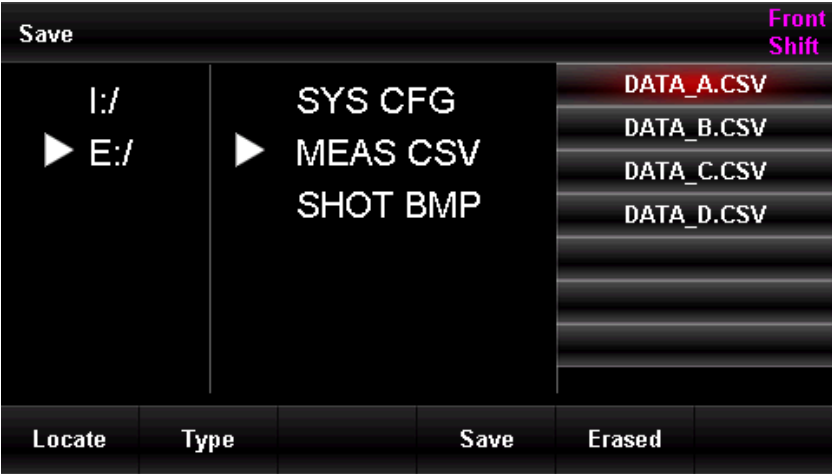 Save
Front
Shift
I:/
E:/
SYS CFG
MEAS CSV
SHOT BMP
DATA_A.CSV
DATA_B.CSV
DATA_C.CSV
DATA_D.CSV
Locate Type Save Erased